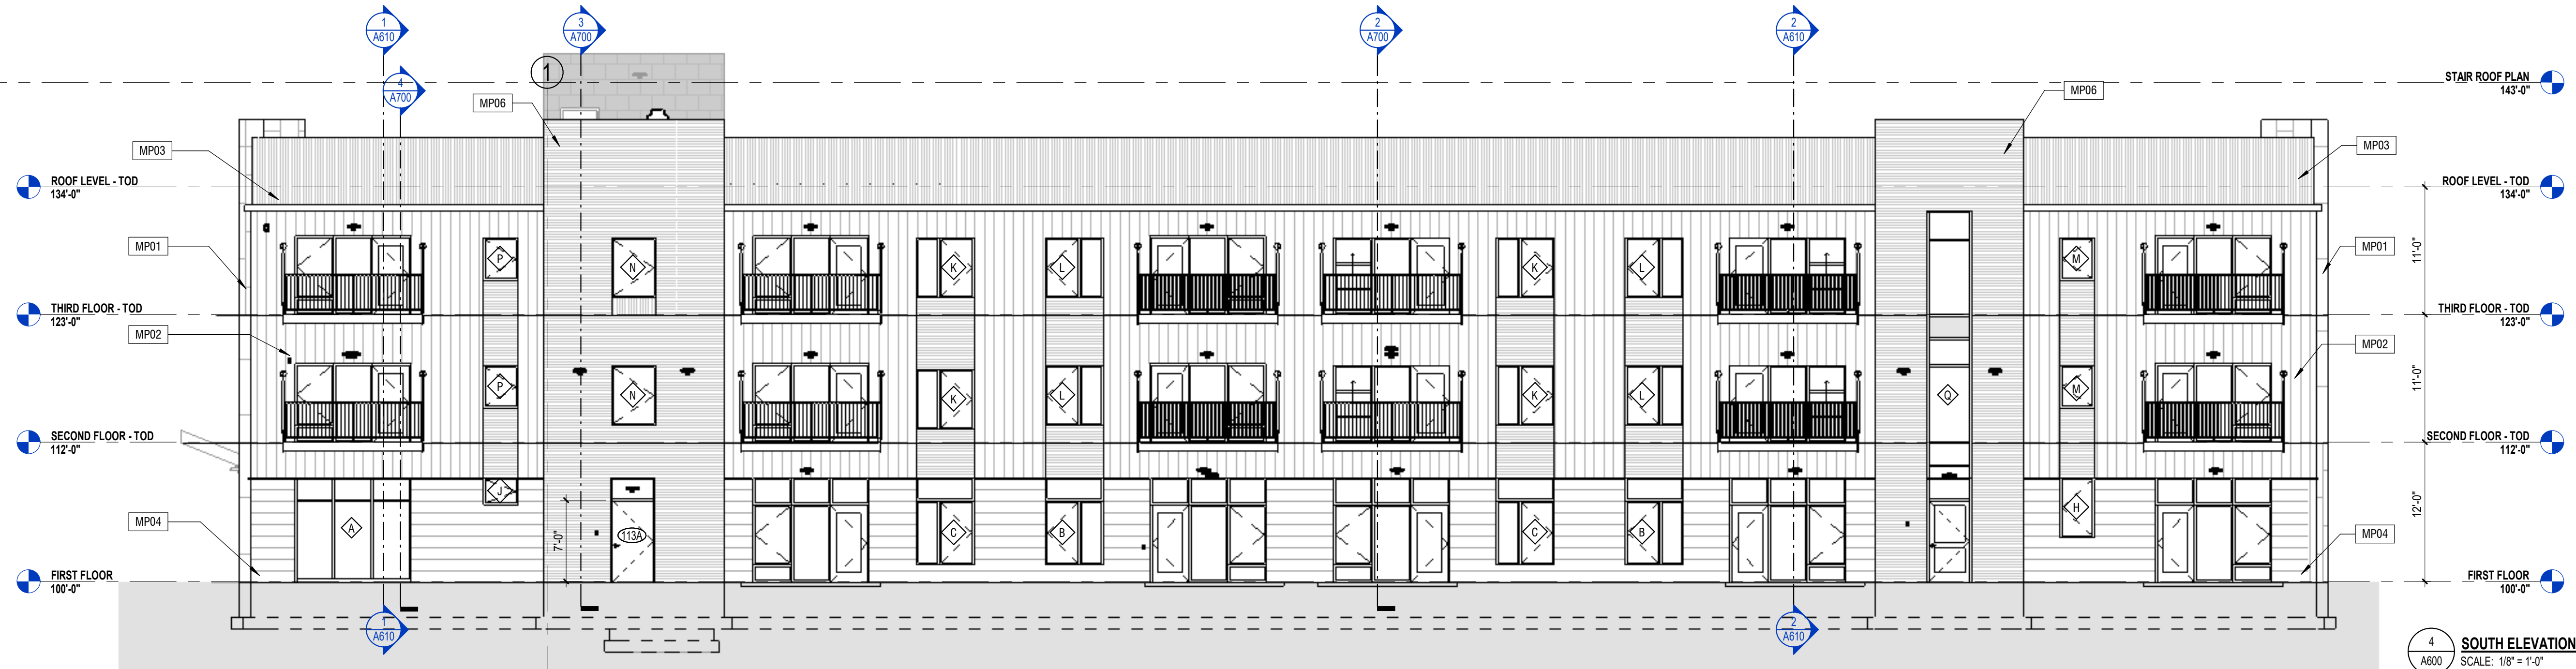 1
A610
3
A700
2
A700
2
A610
4
A700
1
STAIR ROOF PLAN
143'-0"
MP06
MP06
MP03
MP03
ROOF LEVEL - TOD
134'-0"
ROOF LEVEL - TOD
134'-0"
MP01
MP01
11'-0"
P
N
K
L
K
L
M
THIRD FLOOR - TOD
123'-0"
THIRD FLOOR - TOD
123'-0"
MP02
MP02
11'-0"
P
N
K
L
K
L
Q
M
SECOND FLOOR - TOD
112'-0"
SECOND FLOOR - TOD
112'-0"
J
12'-0"
MP04
MP04
A
7'-0"
113A
C
B
C
B
H
FIRST FLOOR
100'-0"
FIRST FLOOR
100'-0"
1
A610
2
A610
4
A600
SOUTH ELEVATION
SCALE: 1/8" = 1'-0"